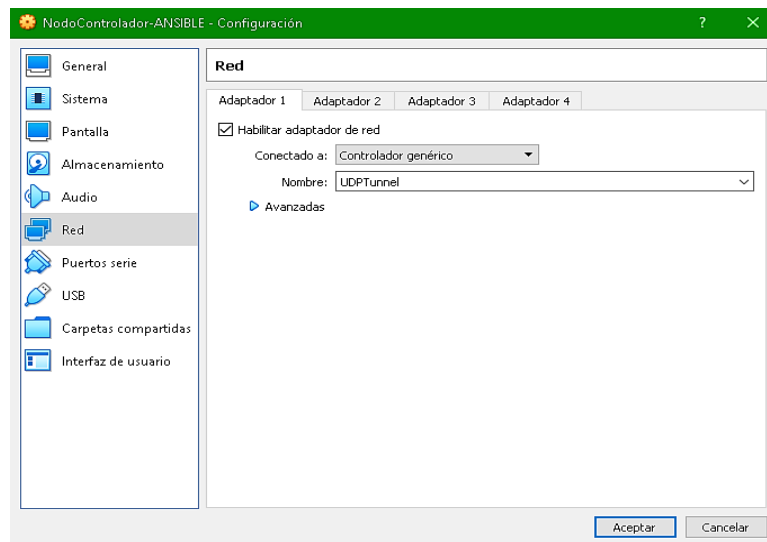 NodoControlador-ANSIBLE - Configuración
General
Sistema
Pantalla
Almacenamiento
Audio
Red
Puertos serie
USB
Carpetas compartidas
Interfaz de usuario
Red
Adaptador 1 Adaptador 2 Adaptador 3 Adaptador 4
Habilitar adaptador de red
Conectado a: Controlador genérico
Nombre: UDPTunnel
Avanzadas
Aceptar Cancelar